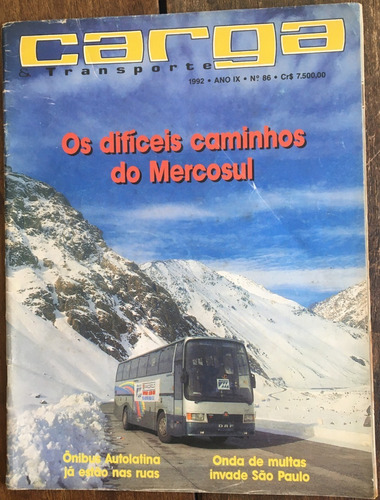 carga
& Transporte
1992 • ANO IX • Nº 86 • Cr$ 7.500,00
Os difíceis caminhos
do Mercosul
DAF
Ônibus Autolatina
já estão nas ruas
Onda de multas
invade São Paulo